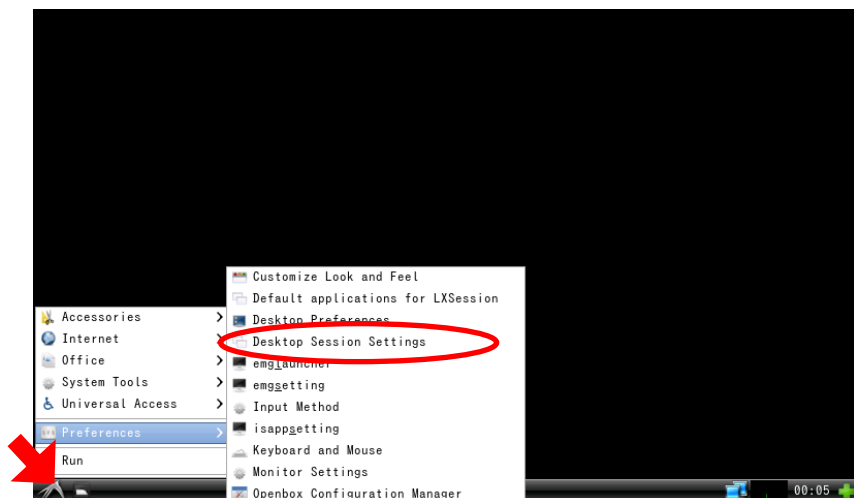 Customize Look and Feel
Default applications for LXSession
Desktop Preferences
Desktop Session Settings
emglauncher
emgsetting
Input Method
isappsetting
Keyboard and Mouse
Monitor Settings
Openbox Configuration Manager
Accessories
Internet
Office
System Tools
Universal Access
Preferences
Run
00:05